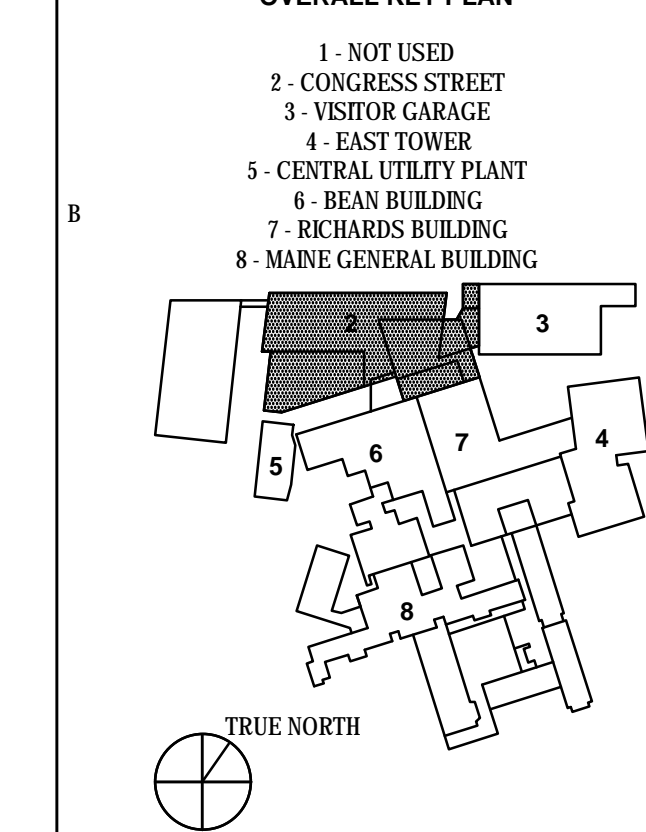 OVERALL KEY PLAN
1 - NOT USED
2 - CONGRESS STREET
3 - VISITOR GARAGE
4 - EAST TOWER
5 - CENTRAL UTILITY PLANT
6 - BEAN BUILDING
7 - RICHARDS BUILDING
8 - MAINE GENERAL BUILDING
B
2
3
4
7
6
5
8
TRUE NORTH